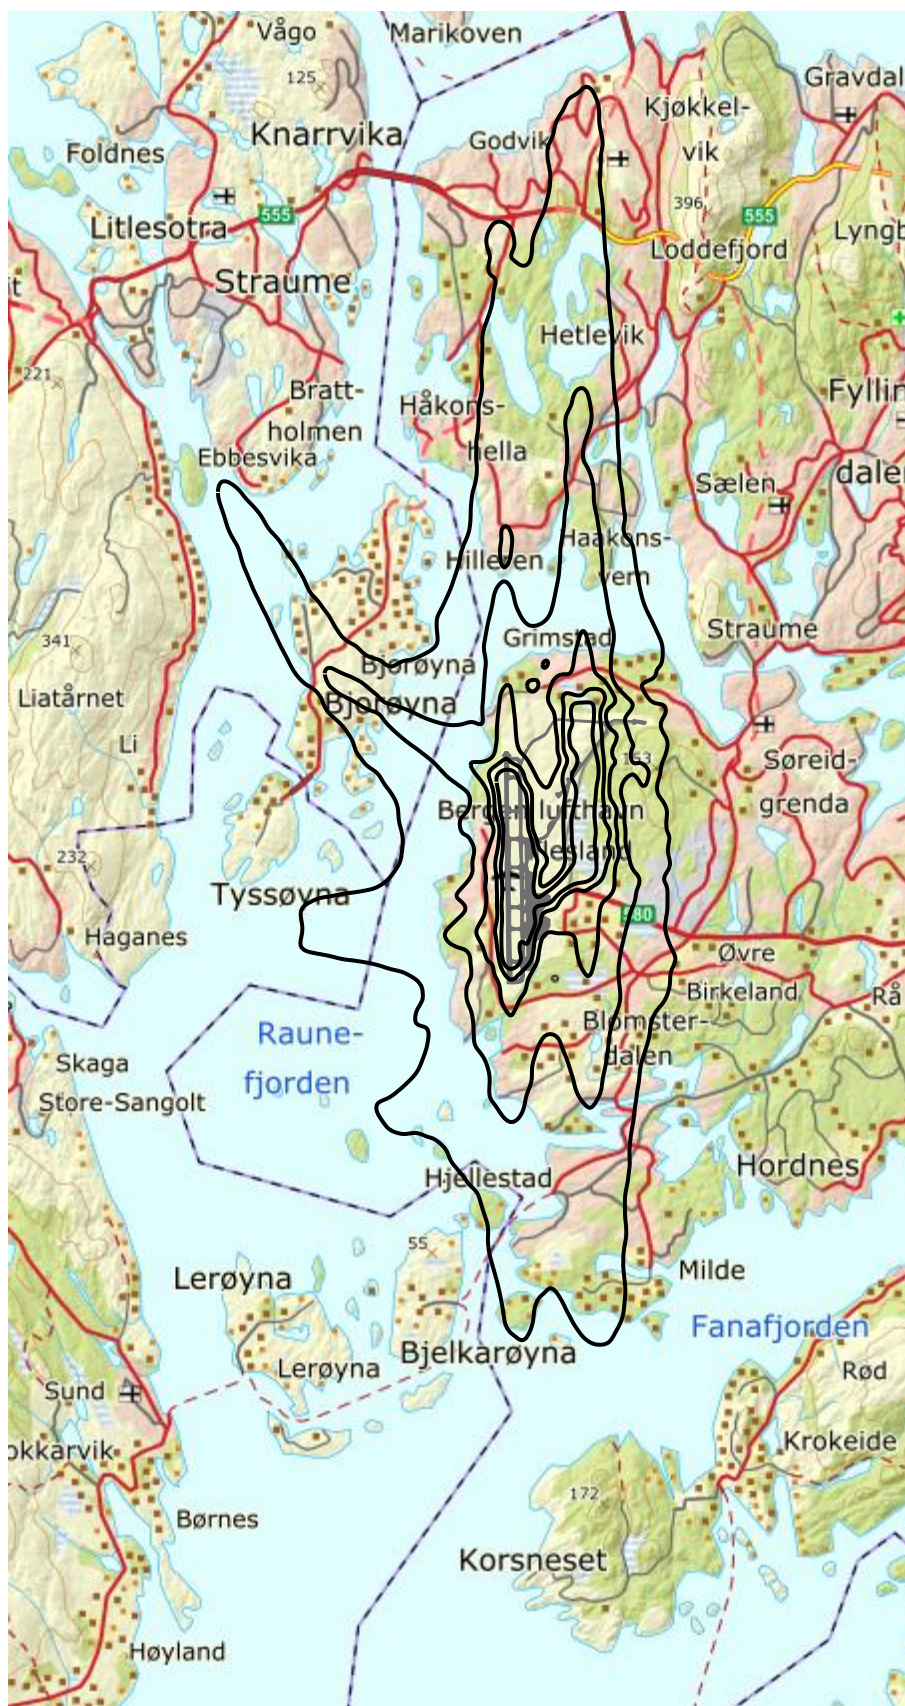 Vågo
Marikoven
125
Gravdal
Kjøkkel-
Knarrvika
Godvik
vik
Foldnes
396
555
555
Litlesotra
Loddefjord
Lyngb
t
Straume
Hetlevik
221
Bratt-
Håkons-
Fyllin
holmen
hella
Ebbesvika
Sælen
daler
Haakons-
Hilleren
vern
341
Grimstad
Straume
Bjorøyna
Liatårnet
Bjorøyna
Li
153
Søreid-
grenda
Bergen lufthavn
lesland
232
Tyssøyna
580
Haganes
Øvre
Birkeland
Rå
Raune-
Blomster-
dalen
Skaga
fjorden
Store-Sangolt
Hjellestad
Hordnes
55
Lerøyna
Milde
Fanafjorden
Bjelkarøyna
Lerøyna
Rød
Sund
okkarvik
Krokeide
172
Børnes
Korsneset
Høyland